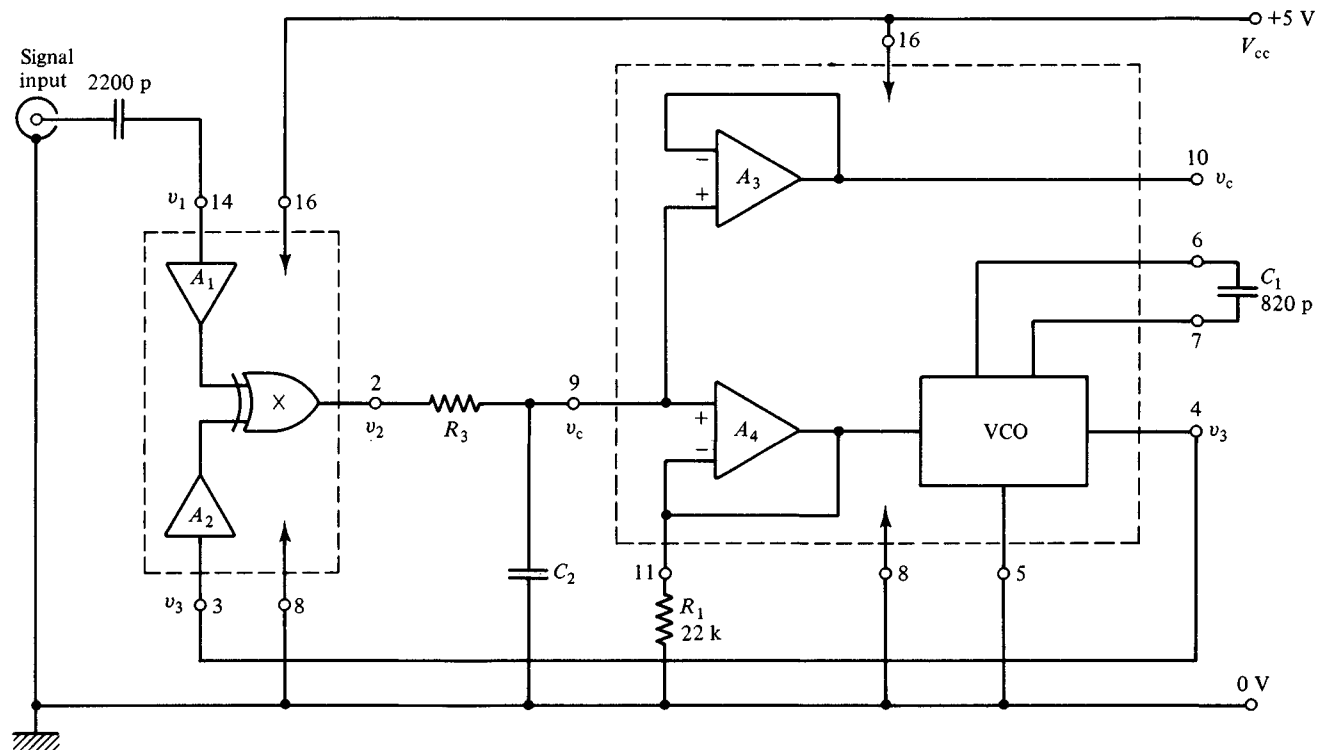 Signal
input
2200 p
+5 V
V_cc
16
v_1 14
16
A_1
X
A_2
v_3 3
8
2
v_2
R_3
9
v_c
C_2
−
+
A_3
10
v_c
6
C_1
820 p
7
+
−
A_4
VCO
4
v_3
11
R_1
22 k
8
5
0 V